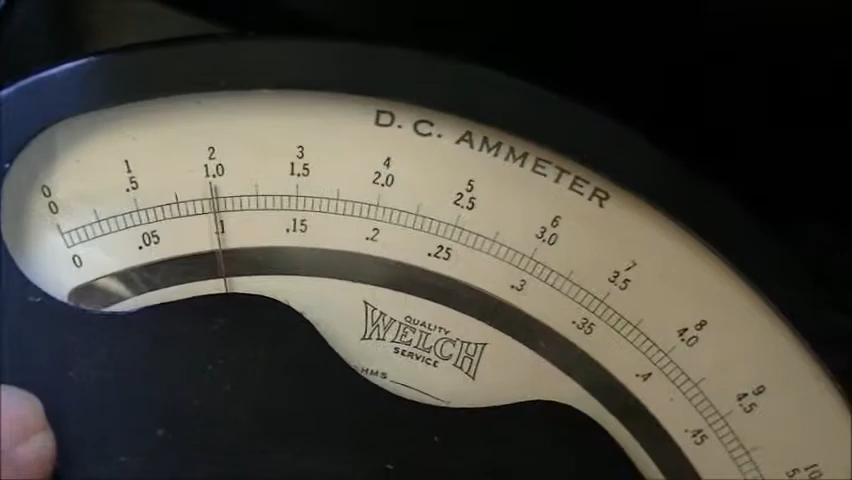 D. C. AMMETER
0 1 2 3 4 5 6 7 8 9 10
0 .5 1.0 1.5 2.0 2.5 3.0 3.5 4.0 4.5
0 .05 .1 .15 .2 .25 .3 .35 .4 .45
QUALITY
WELCH
SERVICE